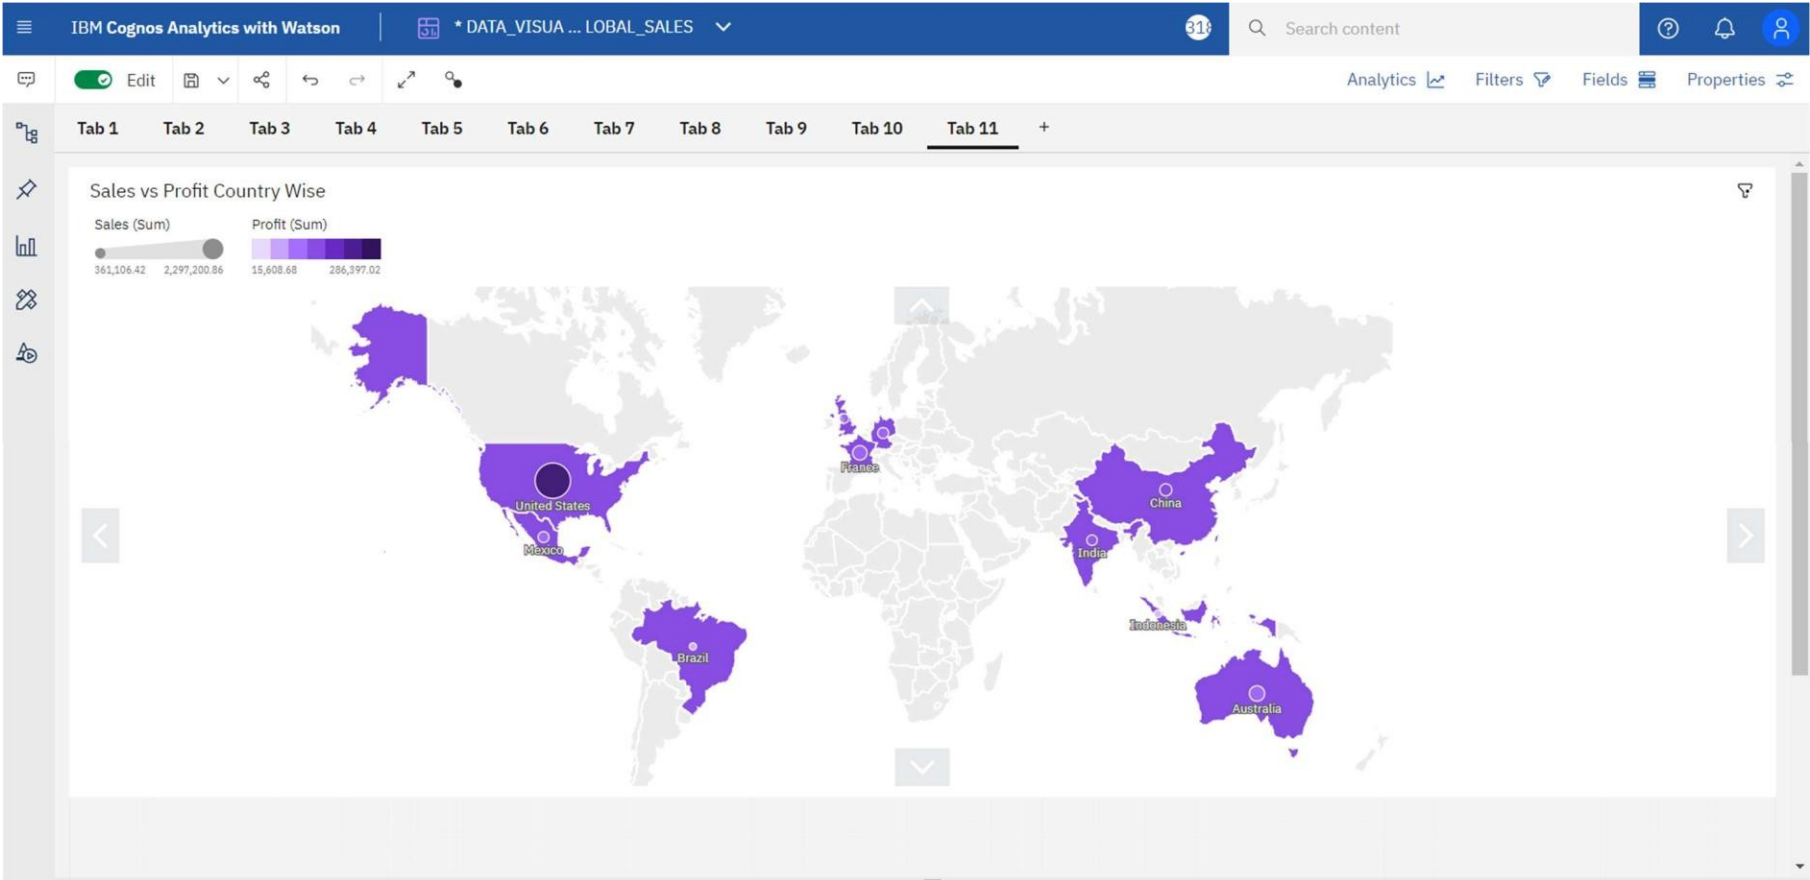 IBM Cognos Analytics with Watson
* DATA_VISUA ... LOBAL_SALES
318
Search content
Edit
Analytics
Filters
Fields
Properties
Tab 1
Tab 2
Tab 3
Tab 4
Tab 5
Tab 6
Tab 7
Tab 8
Tab 9
Tab 10
Tab 11
+
Sales vs Profit Country Wise
Sales (Sum)
Profit (Sum)
361,106.42
2,297,200.86
15,608.68
286,397.02
France
United States
China
Mexico
India
Indonesia
Brazil
Australia